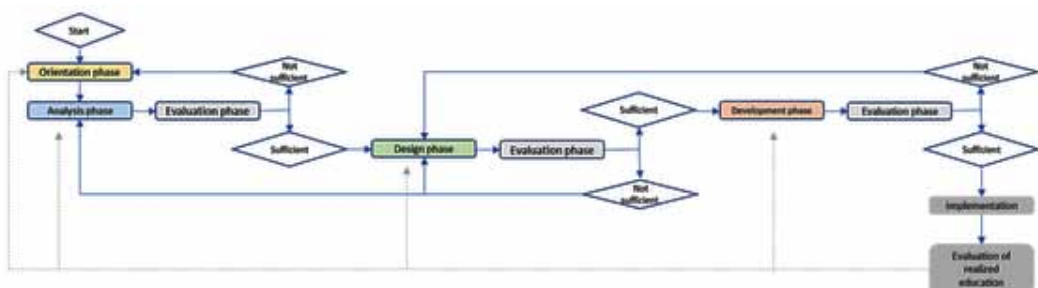 Start
Orientation phase
Not
sufficient
Not
sufficient
Analysis phase
Evaluation phase
Sufficient
Development phase
Evaluation phase
Sufficient
Design phase
Evaluation phase
Sufficient
Not
sufficient
Implementation
Evaluation of
realized
education